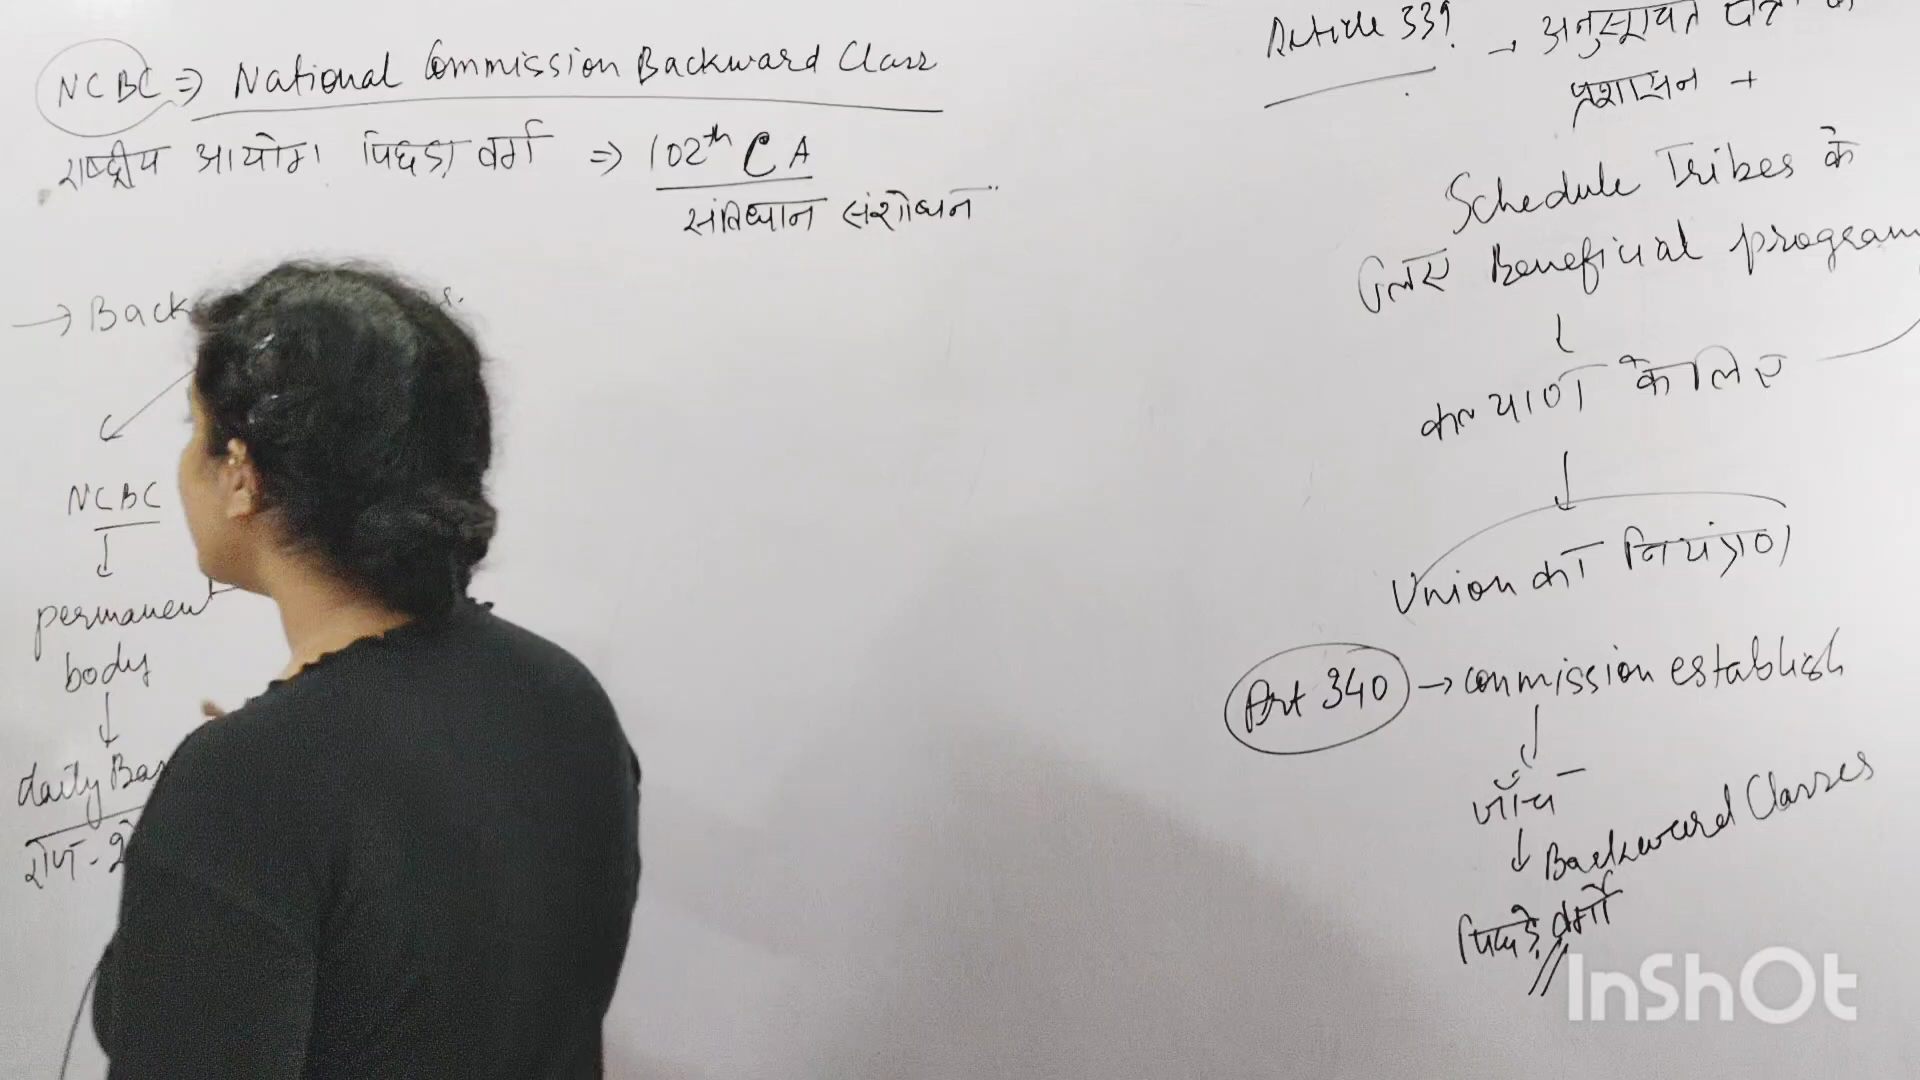 NCBC ⇒ National Commission Backward Class
राष्ट्रीय आयोग पिछड़ा वर्ग ⇒ 102th CA
संविधान संशोधन
→ Back
NCBC
↓
permanent
body
↓
daily Bas
रोज -
Article 339 → अनुसूचित
प्रशासन +
Schedule Tribes के
लिए Beneficial program
↓
कल्याण के लिए
↓
Union का नियंत्रण
Art 340 → commission establish
↓
जाँच
↓ Backward Classes
पिछड़े वर्गों
InShOt